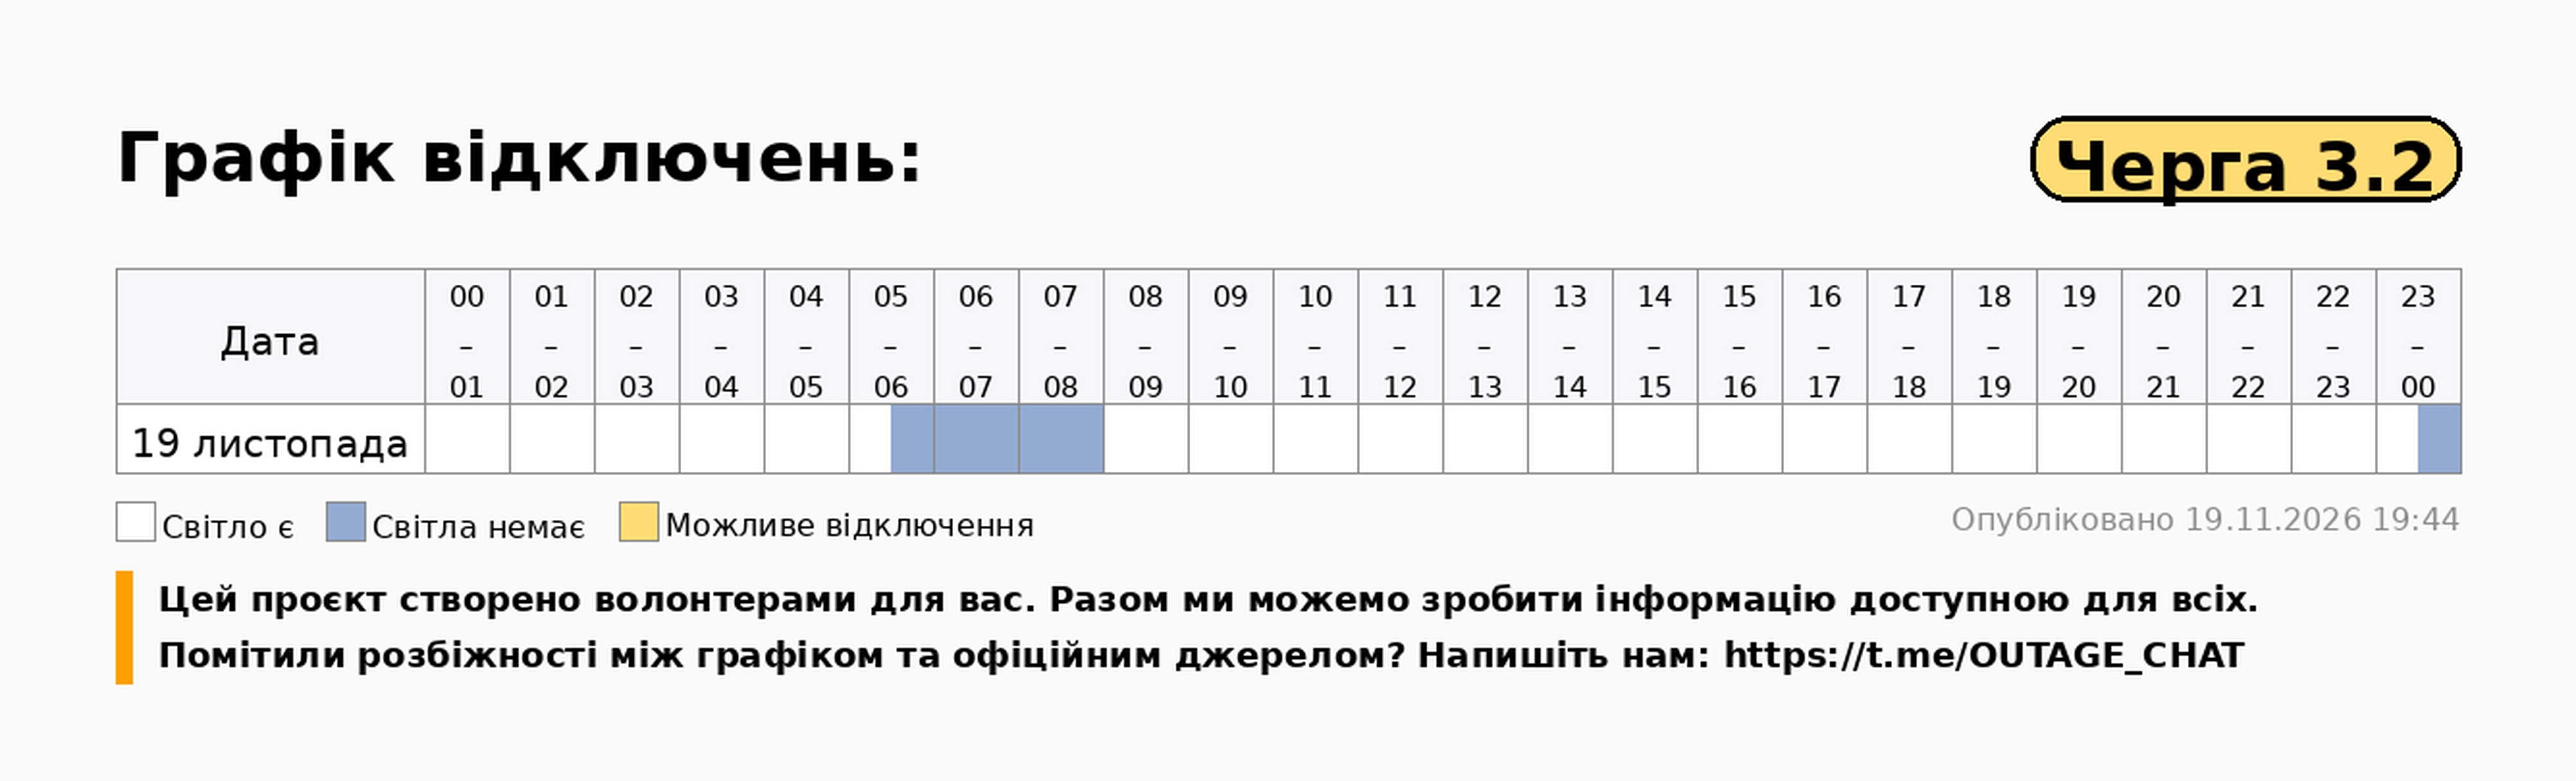 Графік відключень:
Черга 3.2
Дата
00 – 01
01 – 02
02 – 03
03 – 04
04 – 05
05 – 06
06 – 07
07 – 08
08 – 09
09 – 10
10 – 11
11 – 12
12 – 13
13 – 14
14 – 15
15 – 16
16 – 17
17 – 18
18 – 19
19 – 20
20 – 21
21 – 22
22 – 23
23 – 00
19 листопада
Світло є
Світла немає
Можливе відключення
Опубліковано 19.11.2026 19:44
Цей проєкт створено волонтерами для вас. Разом ми можемо зробити інформацію доступною для всіх.
Помітили розбіжності між графіком та офіційним джерелом? Напишіть нам: https://t.me/OUTAGE_CHAT